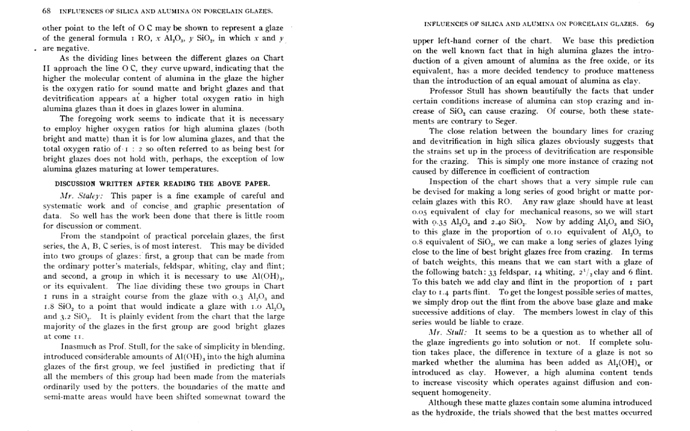 68 INFLUENCES OF SILICA AND ALUMINA ON PORCELAIN GLAZES.
other point to the left of O C may be shown to represent a glaze
of the general formula 1 RO, x Al₂O₃, y SiO₂, in which x and y
are negative.
As the dividing lines between the different glazes on Chart
II approach the line O C, they curve upward, indicating that the
higher the molecular content of alumina in the glaze the higher
is the oxygen ratio for sound matte and bright glazes and that
devitrification appears at a higher total oxygen ratio in high
alumina glazes than it does in glazes lower in alumina.
The foregoing work seems to indicate that it is necessary
to employ higher oxygen ratios for high alumina glazes (both
bright and matte) than it is for low alumina glazes, and that the
total oxygen ratio of 1 : 2 so often referred to as being best for
bright glazes does not hold with, perhaps, the exception of low
alumina glazes maturing at lower temperatures.
DISCUSSION WRITTEN AFTER READING THE ABOVE PAPER.
Mr. Staley: This paper is a fine example of careful and
systematic work and of concise and graphic presentation of
data. So well has the work been done that there is little room
for discussion or comment.
From the standpoint of practical porcelain glazes, the first
series, the A, B, C series, is of most interest. This may be divided
into two groups of glazes: first, a group that can be made from
the ordinary potter's materials, feldspar, whiting, clay and flint;
and second, a group in which it is necessary to use Al(OH)₃
or its equivalent. The line dividing these two groups in Chart
1 runs in a straight course from the glaze with 0.3 Al₂O₃ and
1.8 SiO₂ to a point that would indicate a glaze with 1.0 Al₂O₃
and 3.2 SiO₂. It is plainly evident from the chart that the large
majority of the glazes in the first group are good bright glazes
at cone 11.
Inasmuch as Prof. Stull, for the sake of simplicity in blending,
introduced considerable amounts of Al(OH)₃ into the high alumina
glazes of the first group, we feel justified in predicting that if
all the members of this group had been made from the materials
ordinarily used by the potters, the boundaries of the matte and
semi-matte areas would have been shifted somewnat toward the
INFLUENCES OF SILICA AND ALUMINA ON PORCELAIN GLAZES. 69
upper left-hand corner of the chart. We base this prediction
on the well known fact that in high alumina glazes the intro-
duction of a given amount of alumina as the free oxide, or its
equivalent, has a more decided tendency to produce matteness
than the introduction of an equal amount of alumina as clay.
Professor Stull has shown beautifully the facts that under
certain conditions increase of alumina can stop crazing and in-
crease of SiO₂ can cause crazing. Of course, both these state-
ments are contrary to Seger.
The close relation between the boundary lines for crazing
and devitrification in high silica glazes obviously suggests that
the strains set up in the process of devitrification are responsible
for the crazing. This is simply one more instance of crazing not
caused by difference in coefficient of contraction
Inspection of the chart shows that a very simple rule can
be devised for making a long series of good bright or matte por-
celain glazes with this RO. Any raw glaze should have at least
0.05 equivalent of clay for mechanical reasons, so we will start
with 0.35 Al₂O₃ and 2.40 SiO₂. Now by adding Al₂O₃ and SiO₂
to this glaze in the proportion of 0.10 equivalent of Al₂O₃ to
0.8 equivalent of SiO₂, we can make a long series of glazes lying
close to the line of best bright glazes free from crazing. In terms
of batch weights, this means that we can start with a glaze of
the following batch: 33 feldspar, 14 whiting, 2¹/₂ clay and 6 flint.
To this batch we add clay and flint in the proportion of 1 part
clay to 1.4 parts flint. To get the longest possible series of mattes,
we simply drop out the flint from the above base glaze and make
successive additions of clay. The members lowest in clay of this
series would be liable to craze.
Mr. Stull: It seems to be a question as to whether all of
the glaze ingredients go into solution or not. If complete solu-
tion takes place, the difference in texture of a glaze is not so
marked whether the alumina has been added as Al₂(OH)₆ or
introduced as clay. However, a high alumina content tends
to increase viscosity which operates against diffusion and con-
sequent homogeneity.
Although these matte glazes contain some alumina introduced
as the hydroxide, the trials showed that the best mattes occurred